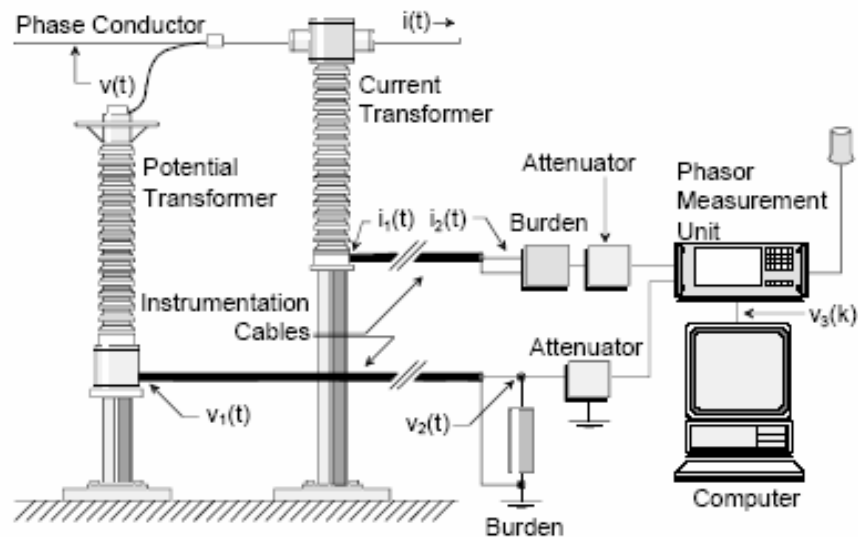 Phase Conductor
i(t)
v(t)
Current
Transformer
Potential
Transformer
Attenuator
Phasor
Measurement
Unit
i₁(t)
i₂(t)
Burden
Instrumentation
Cables
v₃(k)
Attenuator
v₁(t)
v₂(t)
Computer
Burden